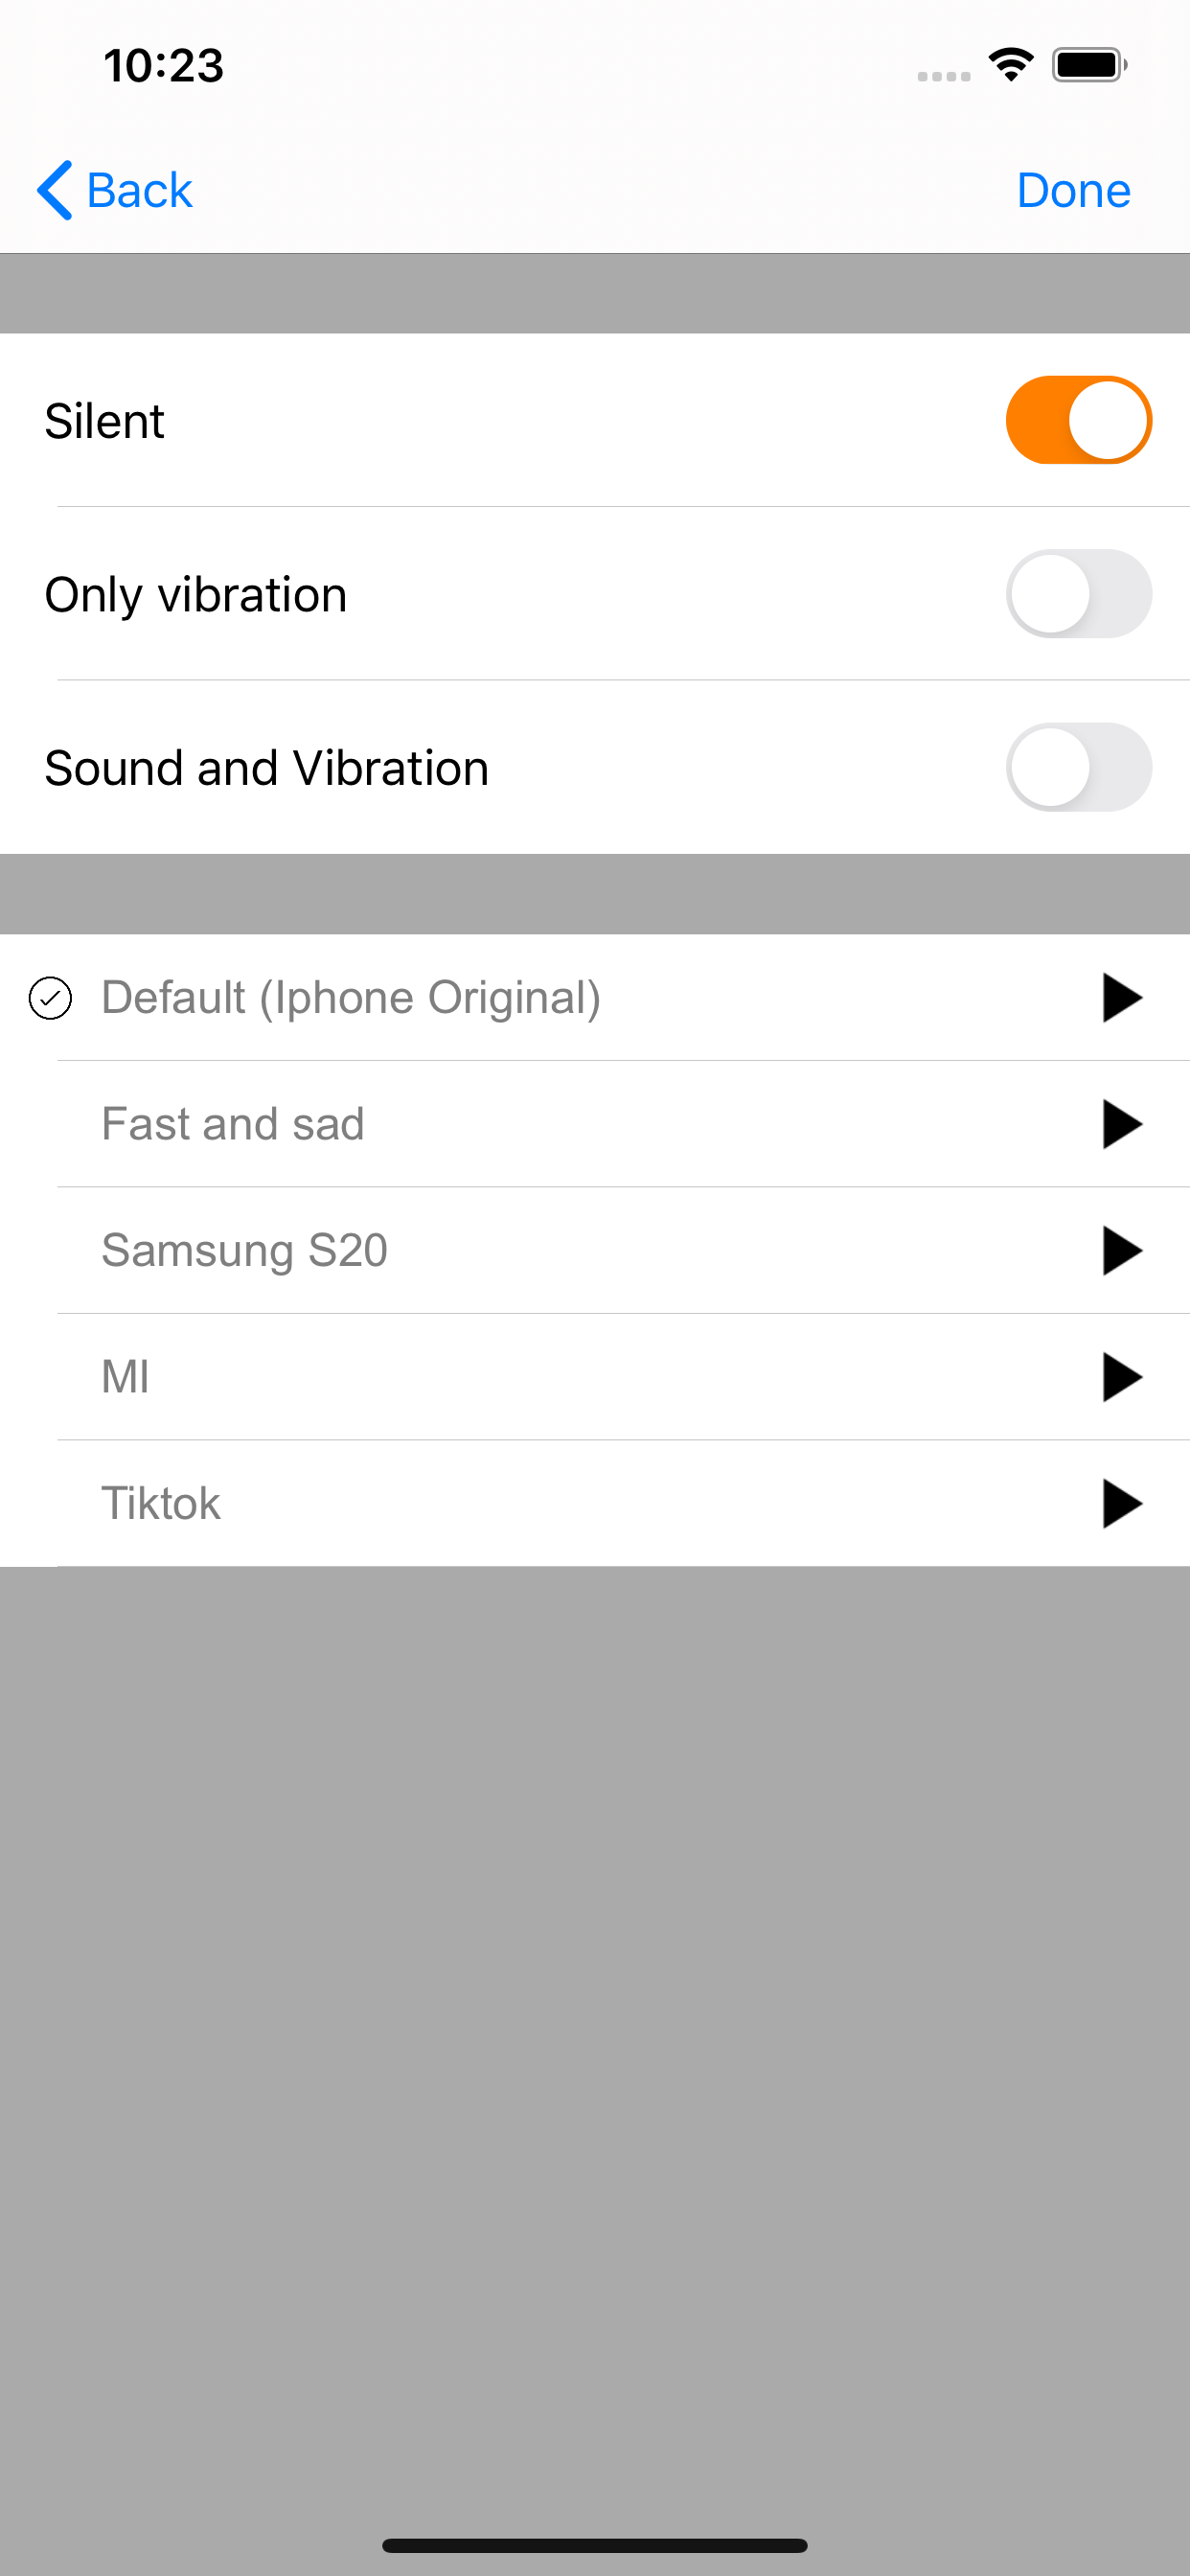 10:23
Back
Done
Silent
Only vibration
Sound and Vibration
Default (Iphone Original)
Fast and sad
Samsung S20
MI
Tiktok